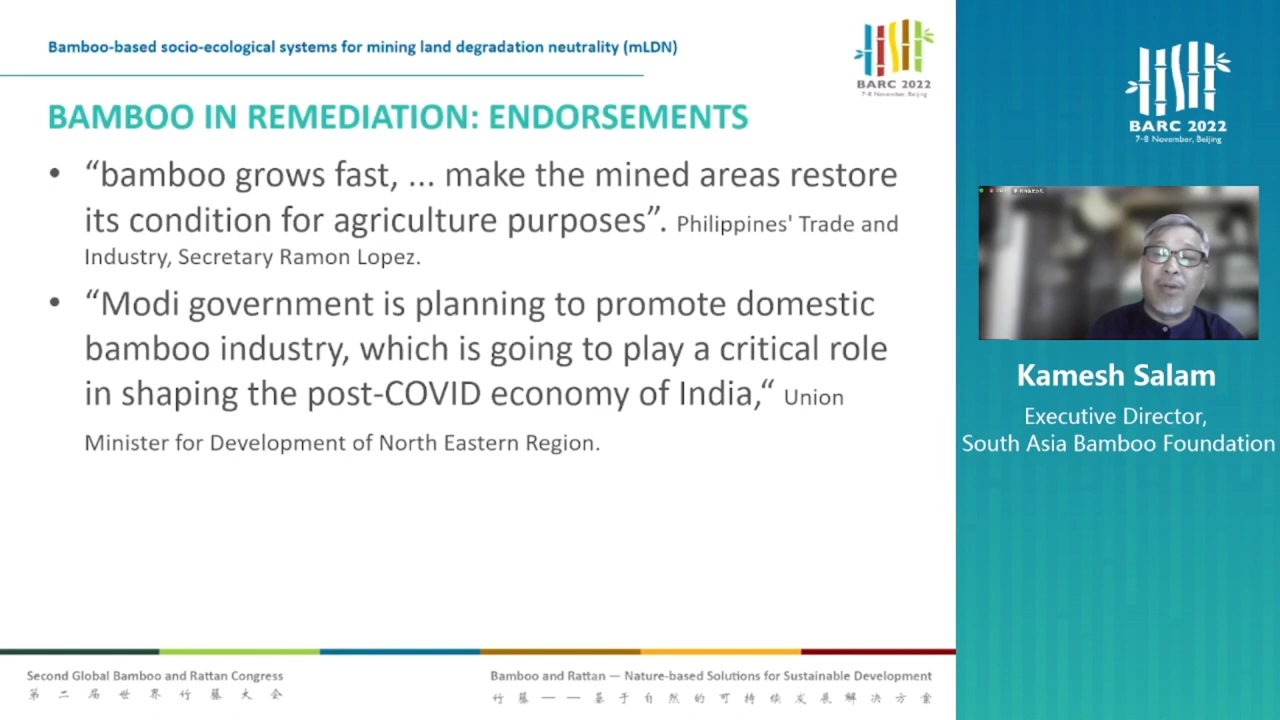 Bamboo-based socio-ecological systems for mining land degradation neutrality (mLDN)
BARC 2022
7-8 November, Beijing
BAMBOO IN REMEDIATION: ENDORSEMENTS
• “bamboo grows fast, ... make the mined areas restore
its condition for agriculture purposes”. Philippines' Trade and
Industry, Secretary Ramon Lopez.
• “Modi government is planning to promote domestic
bamboo industry, which is going to play a critical role
in shaping the post-COVID economy of India,“ Union
Minister for Development of North Eastern Region.
Second Global Bamboo and Rattan Congress
第二届世界竹藤大会
Bamboo and Rattan — Nature-based Solutions for Sustainable Development
竹藤——基于自然的可持续发展解决方案
BARC 2022
7-8 November, Beijing
Kamesh Salam
Executive Director,
South Asia Bamboo Foundation